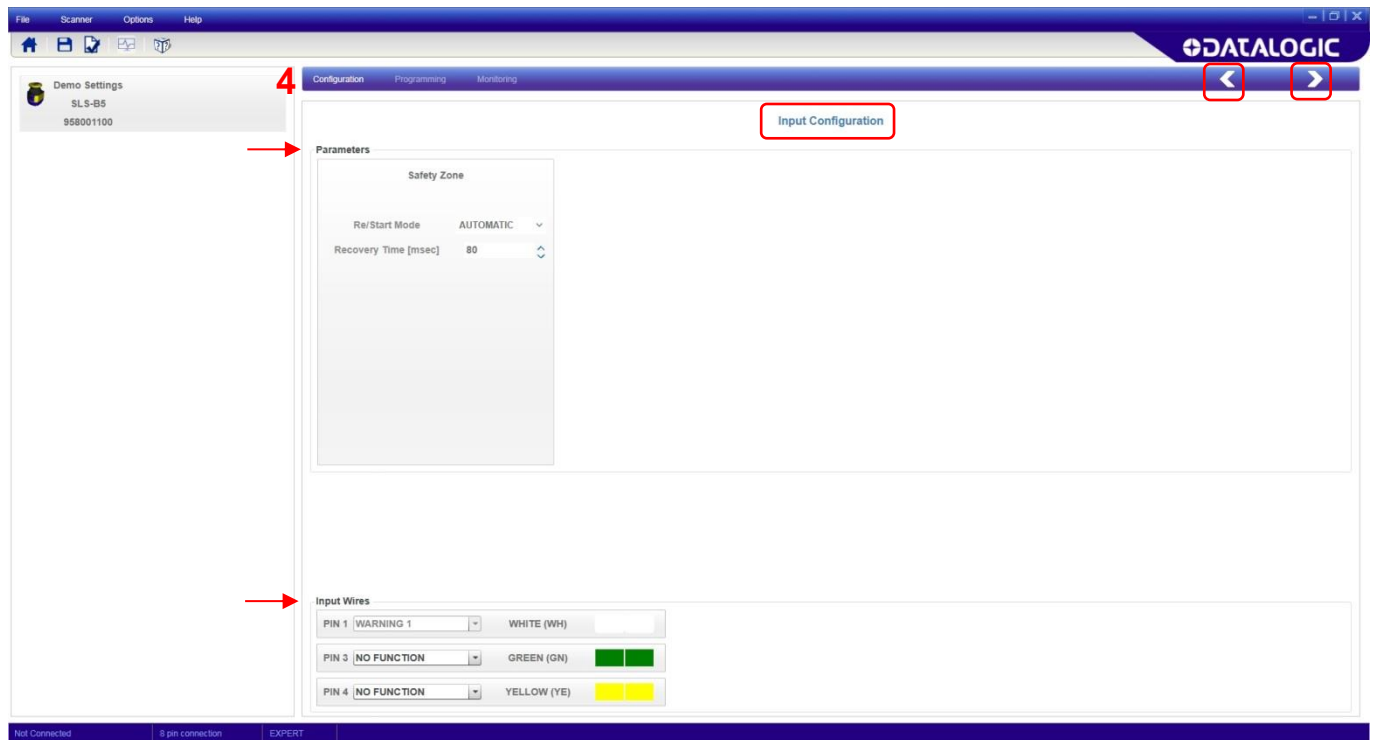 File Scanner Options Help
DATALOGIC
Demo Settings
SLS-B5
958001100
4
Configuration Programming Monitoring
Input Configuration
Parameters
Safety Zone
Re/Start Mode AUTOMATIC
Recovery Time [msec] 80
Input Wires
PIN 1 WARNING 1 WHITE (WH)
PIN 3 NO FUNCTION GREEN (GN)
PIN 4 NO FUNCTION YELLOW (YE)
Not Connected 8 pin connection EXPERT